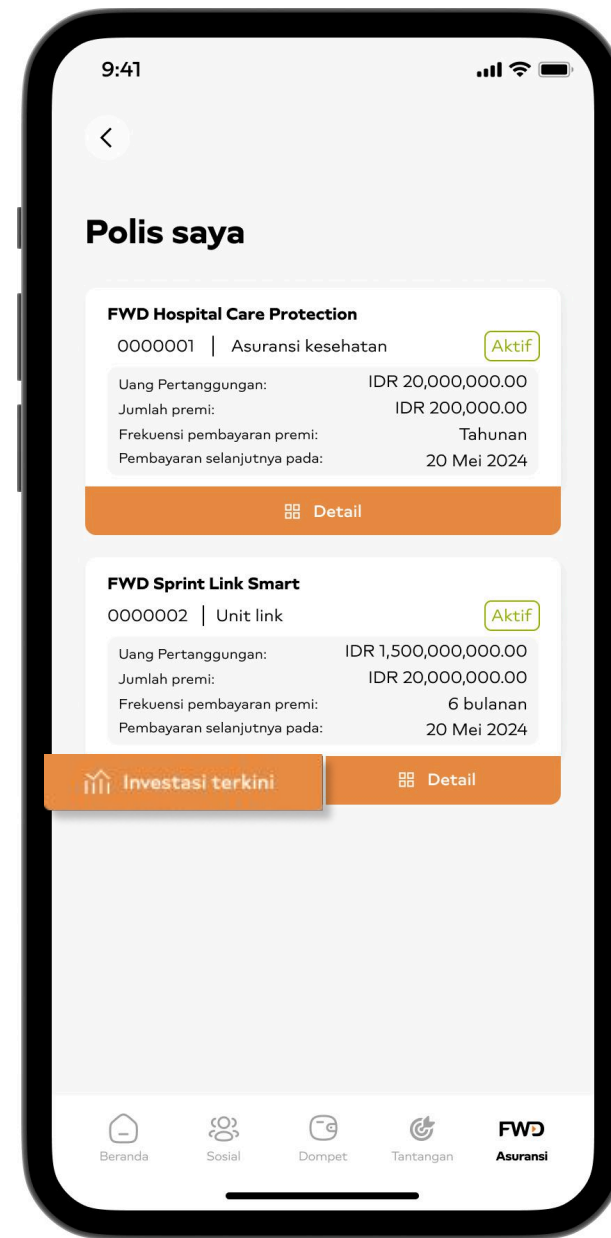 9:41
Polis saya
FWD Hospital Care Protection
0000001 | Asuransi kesehatan Aktif
Uang Pertanggungan: IDR 20,000,000.00
Jumlah premi: IDR 200,000.00
Frekuensi pembayaran premi: Tahunan
Pembayaran selanjutnya pada: 20 Mei 2024
Detail
FWD Sprint Link Smart
0000002 | Unit link Aktif
Uang Pertanggungan: IDR 1,500,000,000.00
Jumlah premi: IDR 20,000,000.00
Frekuensi pembayaran premi: 6 bulanan
Pembayaran selanjutnya pada: 20 Mei 2024
Investasi terkini Detail
FWD
Beranda Sosial Dompet Tantangan Asuransi